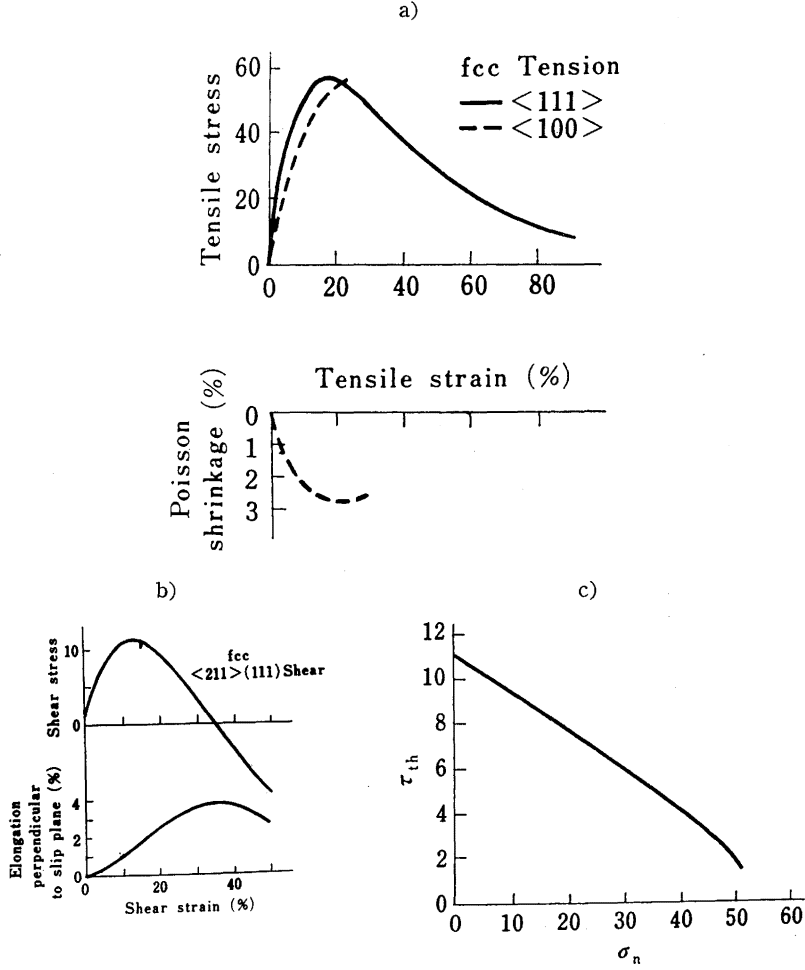 a)
fcc Tension
<111>
<100>
Tensile stress
60
40
20
0
0 20 40 60 80
Tensile strain (%)
Poisson
shrinkage (%)
0
1
2
3
b)
fcc
<211>(111)Shear
Shear stress
10
0
Elongation
perpendicular
to slip plane (%)
4
2
0
0 20 40
Shear strain (%)
c)
τth
12
10
8
6
4
2
0
0 10 20 30 40 50 60
σn